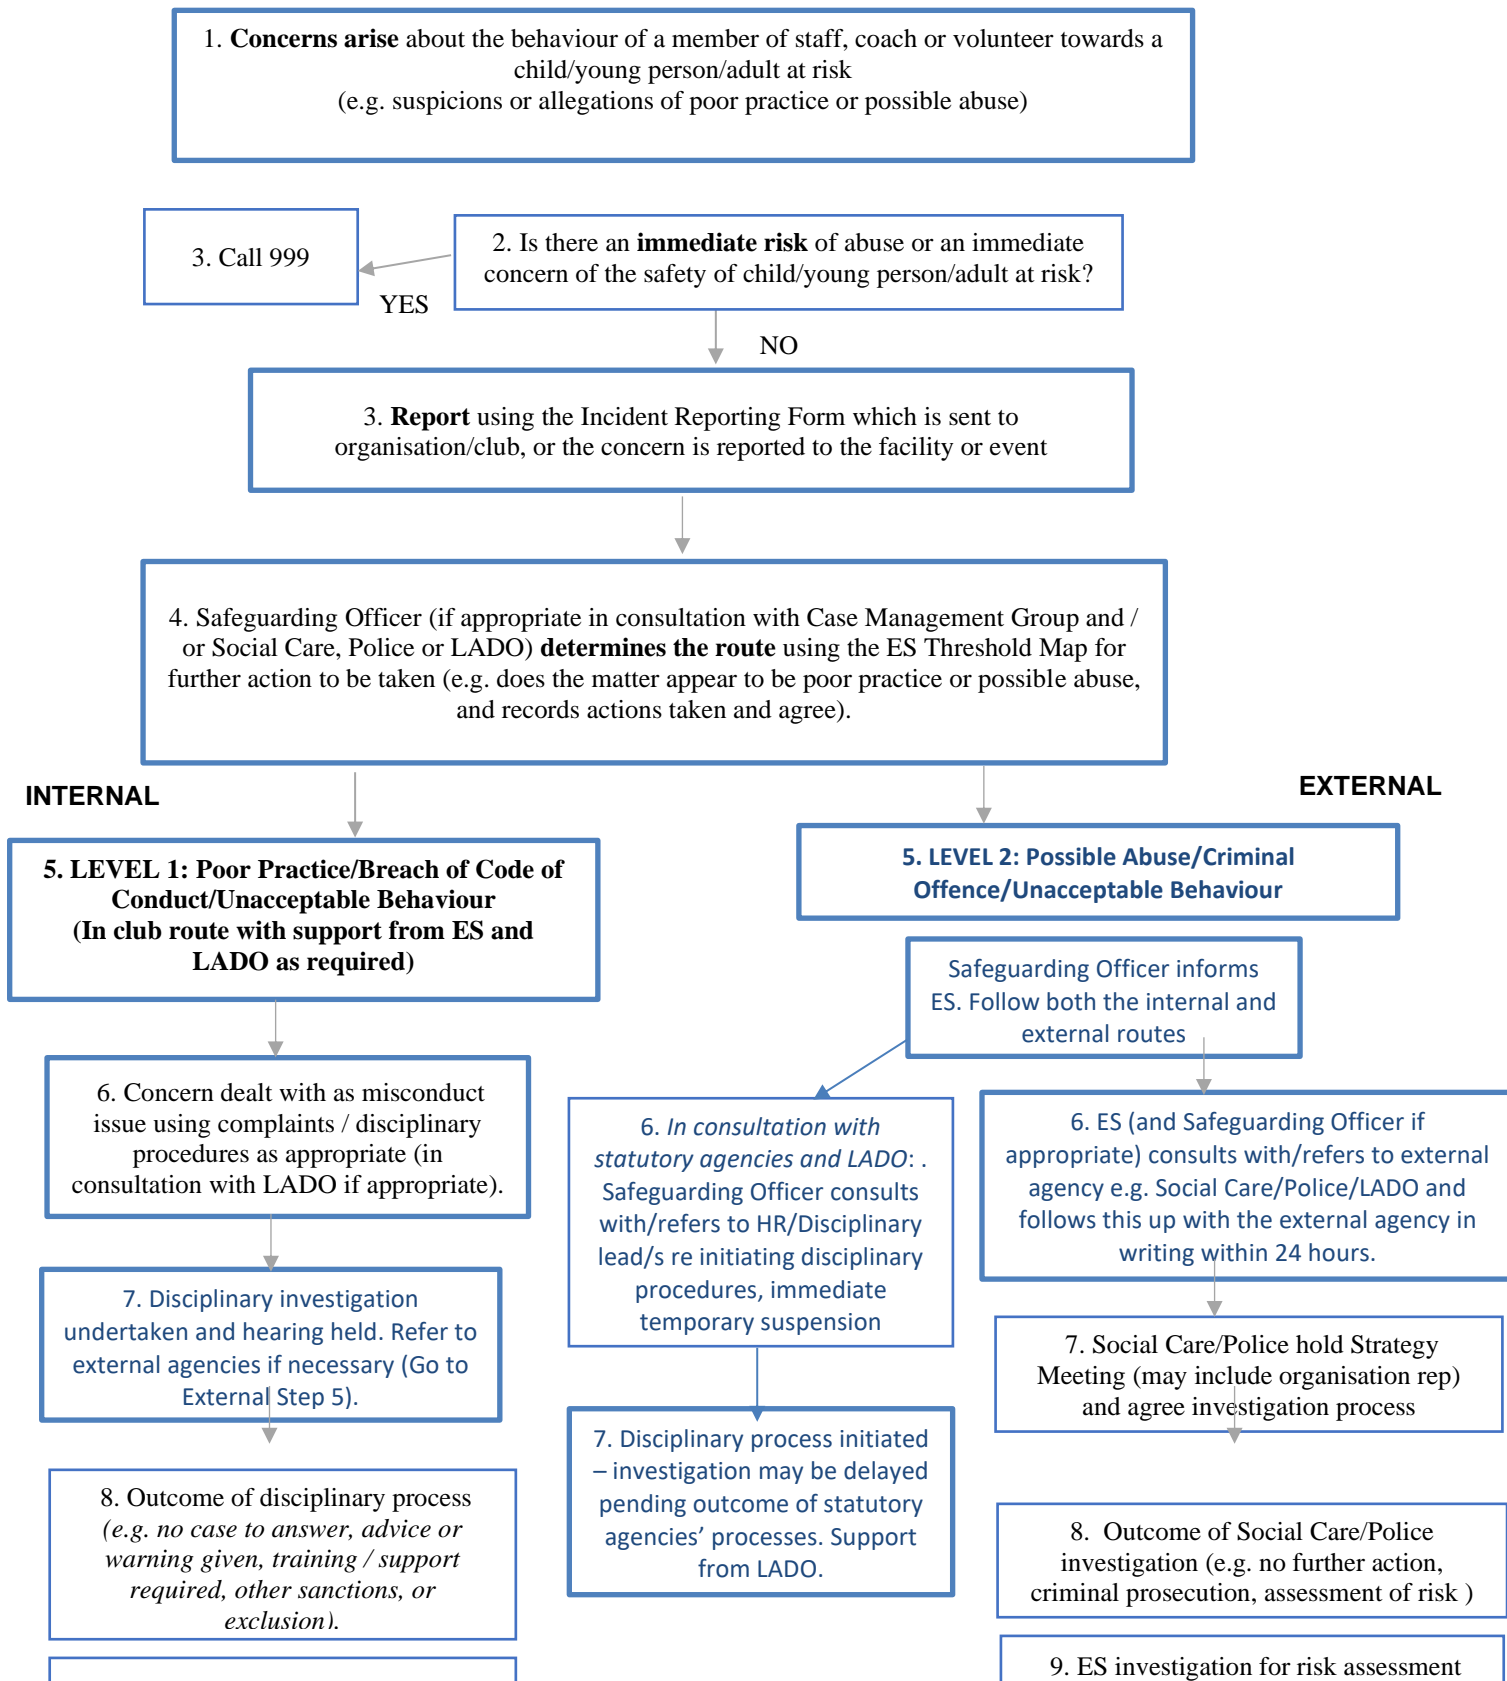 1. Concerns arise about the behaviour of a member of staff, coach or volunteer towards a
child/young person/adult at risk
(e.g. suspicions or allegations of poor practice or possible abuse)
3. Call 999
2. Is there an immediate risk of abuse or an immediate
concern of the safety of child/young person/adult at risk?
YES
NO
3. Report using the Incident Reporting Form which is sent to
organisation/club, or the concern is reported to the facility or event
4. Safeguarding Officer (if appropriate in consultation with Case Management Group and /
or Social Care, Police or LADO) determines the route using the ES Threshold Map for
further action to be taken (e.g. does the matter appear to be poor practice or possible abuse,
and records actions taken and agree).
INTERNAL
EXTERNAL
5. LEVEL 1: Poor Practice/Breach of Code of
Conduct/Unacceptable Behaviour
(In club route with support from ES and
LADO as required)
5. LEVEL 2: Possible Abuse/Criminal
Offence/Unacceptable Behaviour
Safeguarding Officer informs
ES. Follow both the internal and
external routes
6. Concern dealt with as misconduct
issue using complaints / disciplinary
procedures as appropriate (in
consultation with LADO if appropriate).
6. In consultation with
statutory agencies and LADO: .
Safeguarding Officer consults
with/refers to HR/Disciplinary
lead/s re initiating disciplinary
procedures, immediate
temporary suspension
6. ES (and Safeguarding Officer if
appropriate) consults with/refers to external
agency e.g. Social Care/Police/LADO and
follows this up with the external agency in
writing within 24 hours.
7. Disciplinary investigation
undertaken and hearing held. Refer to
external agencies if necessary (Go to
External Step 5).
7. Social Care/Police hold Strategy
Meeting (may include organisation rep)
and agree investigation process
7. Disciplinary process initiated
– investigation may be delayed
pending outcome of statutory
agencies’ processes. Support
from LADO.
8. Outcome of disciplinary process
(e.g. no case to answer, advice or
warning given, training / support
required, other sanctions, or
exclusion).
8. Outcome of Social Care/Police
investigation (e.g. no further action,
criminal prosecution, assessment of risk )
9. ES investigation for risk assessment